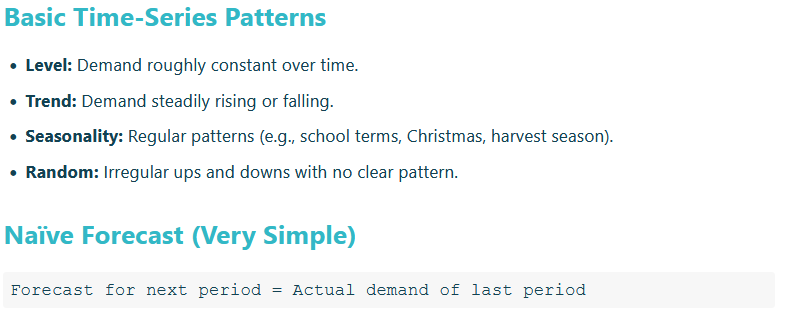 Basic Time-Series Patterns
• Level: Demand roughly constant over time.
• Trend: Demand steadily rising or falling.
• Seasonality: Regular patterns (e.g., school terms, Christmas, harvest season).
• Random: Irregular ups and downs with no clear pattern.
Naïve Forecast (Very Simple)
Forecast for next period = Actual demand of last period